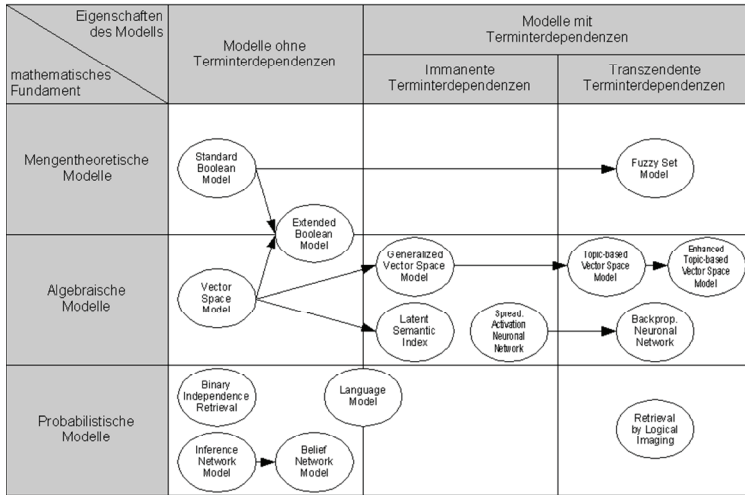 Eigenschaften
des Modells
mathematisches
Fundament
Modelle ohne
Terminterdependenzen
Modelle mit
Terminterdependenzen
Immanente
Terminterdependenzen
Transzendente
Terminterdependenzen
Mengentheoretische
Modelle
Standard
Boolean
Model
Fuzzy Set
Model
Extended
Boolean
Model
Algebraische
Modelle
Vector
Space
Model
Generalized
Vector Space
Model
Topic-based
Vector Space
Model
Enhanced
Topic-based
Vector Space
Model
Latent
Semantic
Index
Spread.
Activation
Neuronal
Network
Backprop.
Neuronal
Network
Probabilistische
Modelle
Binary
Independence
Retrieval
Language
Model
Retrieval
by Logical
Imaging
Inference
Network
Model
Belief
Network
Model